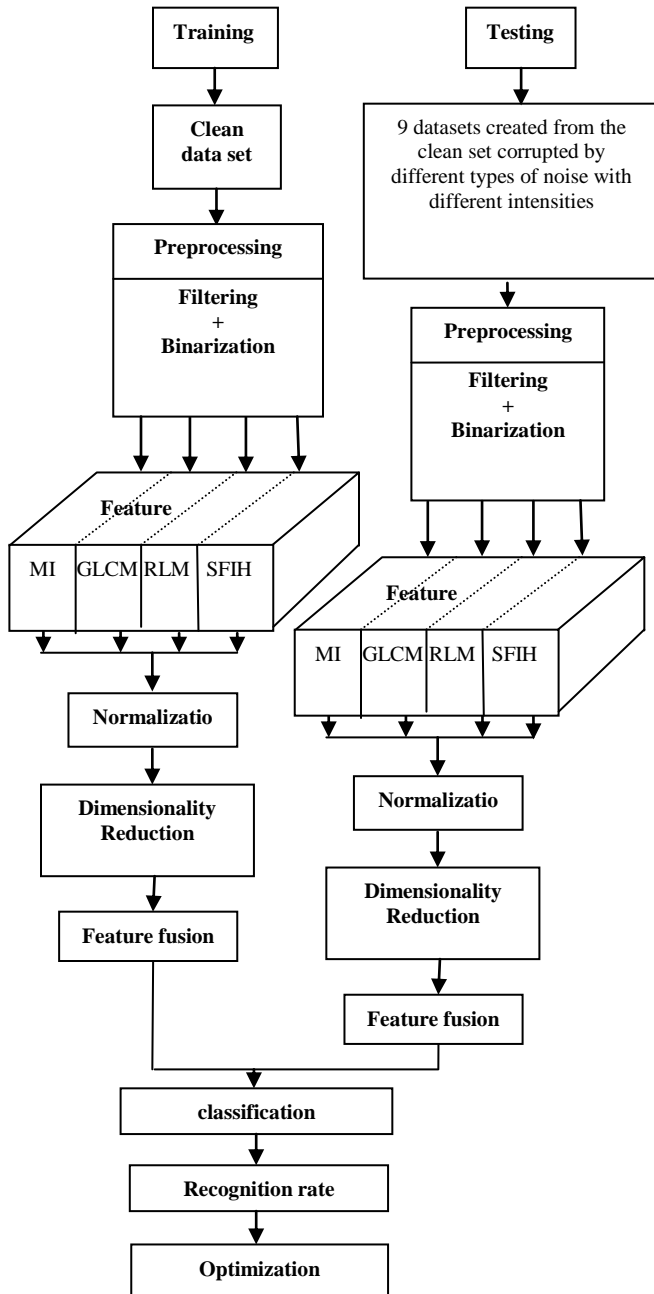 Training
Clean
data set
Preprocessing
Filtering
+
Binarization
Feature
MI GLCM RLM SFIH
Normalizatio
Dimensionality
Reduction
Feature fusion
Testing
9 datasets created from the
clean set corrupted by
different types of noise with
different intensities
Preprocessing
Filtering
+
Binarization
Feature
MI GLCM RLM SFIH
Normalizatio
Dimensionality
Reduction
Feature fusion
classification
Recognition rate
Optimization